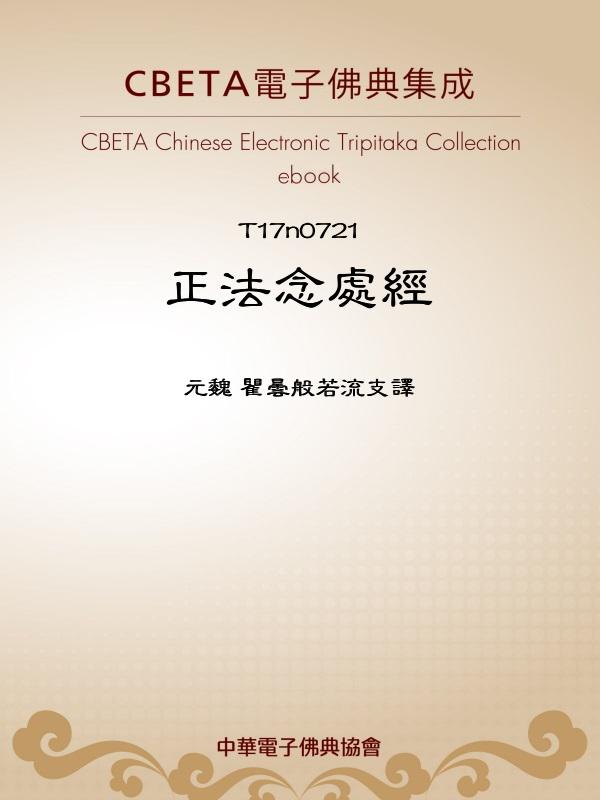 CBETA電子佛典集成
CBETA Chinese Electronic Tripitaka Collection
ebook
T17n0721
正法念處經
元魏 瞿曇般若流支譯
中華電子佛典協會